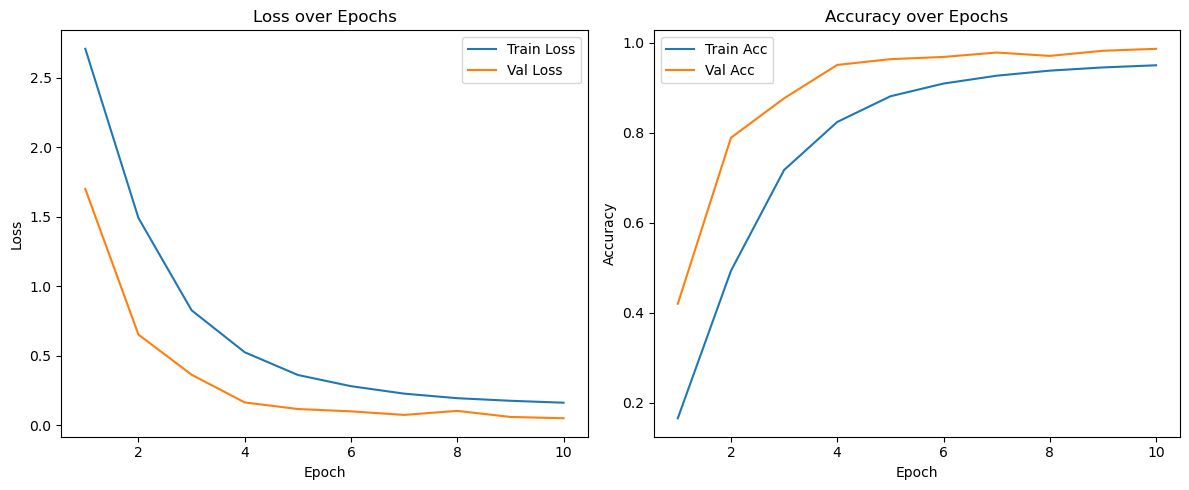 Loss over Epochs
Train Loss
Val Loss
2.5
2.0
1.5
1.0
0.5
0.0
Loss
2
4
6
8
10
Epoch
Accuracy over Epochs
Train Acc
Val Acc
1.0
0.8
0.6
0.4
0.2
Accuracy
2
4
6
8
10
Epoch